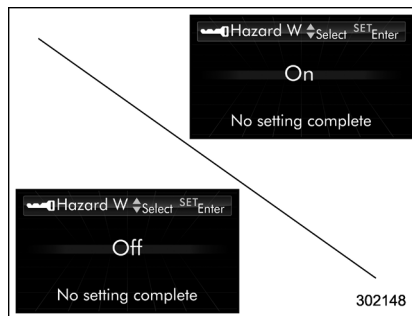 Hazard W Select SET Enter
On
No setting complete
Hazard W Select SET Enter
Off
No setting complete
302148